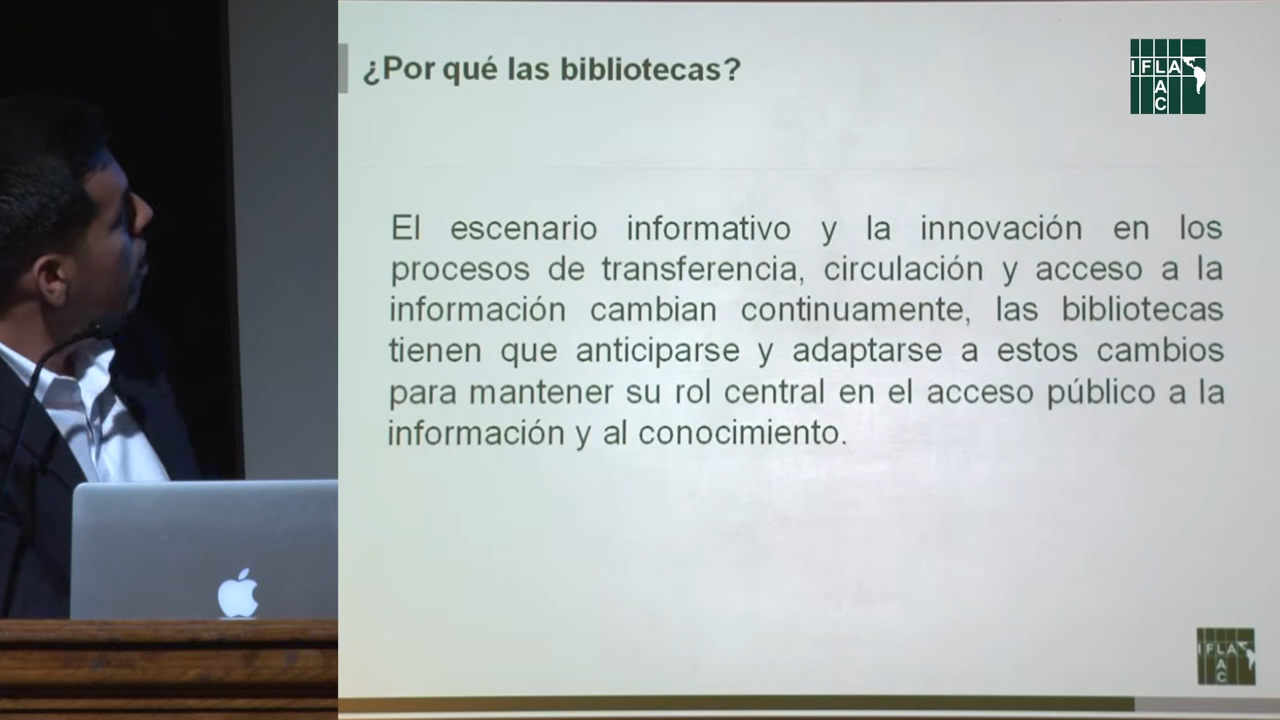 ¿Por qué las bibliotecas?
IFLA
LAC
El escenario informativo y la innovación en los
procesos de transferencia, circulación y acceso a la
información cambian continuamente, las bibliotecas
tienen que anticiparse y adaptarse a estos cambios
para mantener su rol central en el acceso público a la
información y al conocimiento.
IFLA
LAC